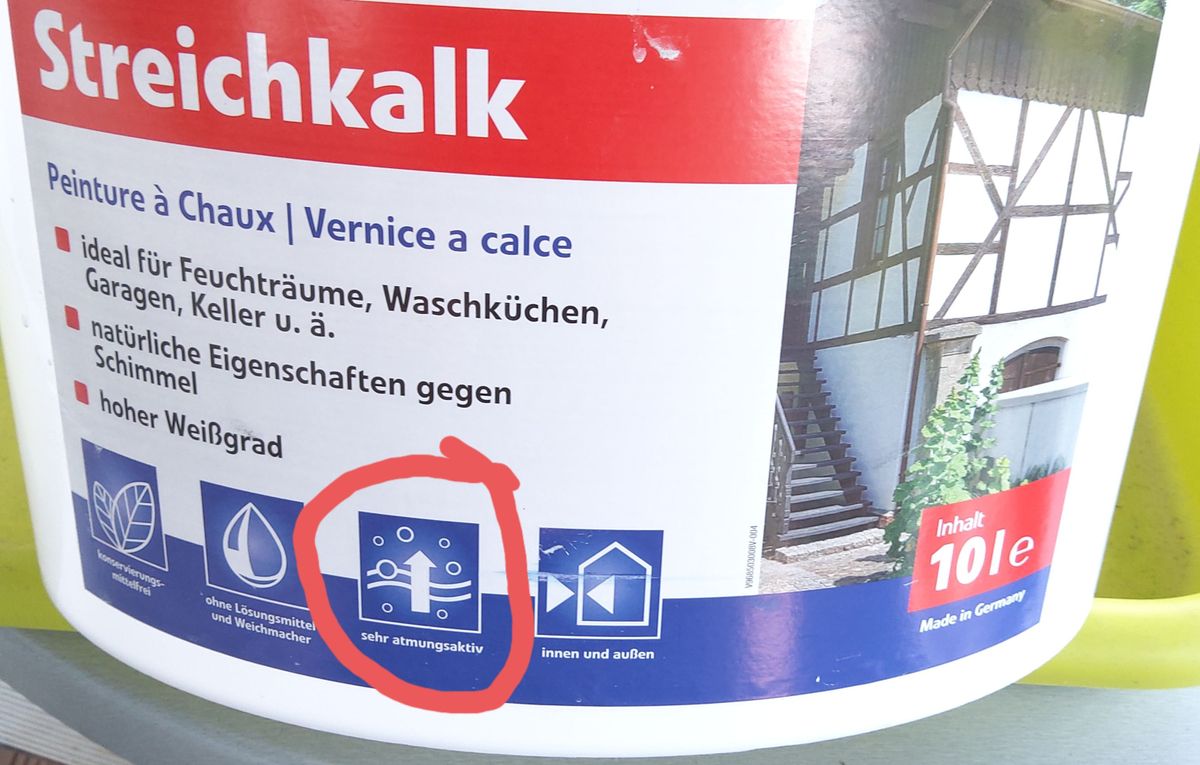 Streichkalk
Peinture à Chaux | Vernice a calce
ideal für Feuchträume, Waschküchen,
Garagen, Keller u. ä.
natürliche Eigenschaften gegen
Schimmel
hoher Weißgrad
konservierungs-
mittelfrei
ohne Lösungsmittel
und Weichmacher
sehr atmungsaktiv
innen und außen
Inhalt
10 l e
Made in Germany